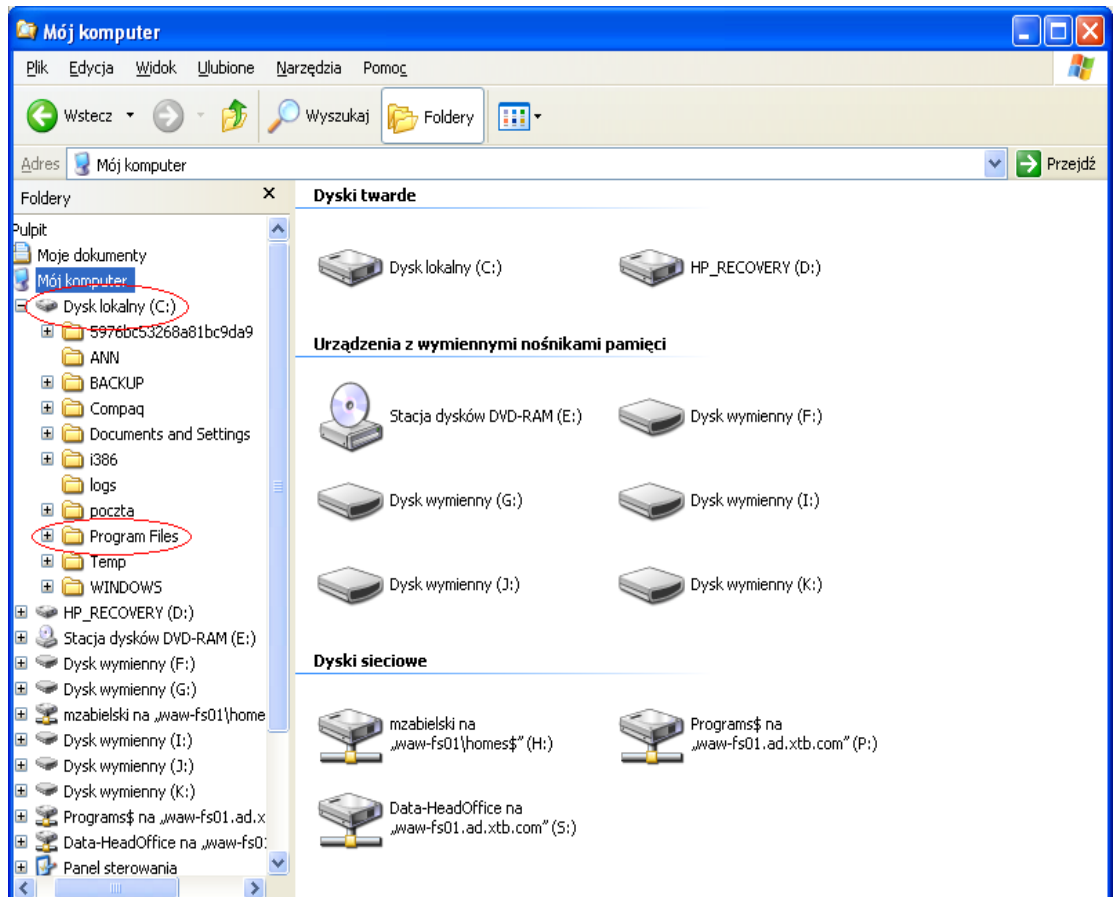 Mój komputer
Plik Edycja Widok Ulubione Narzędzia Pomoc
Wstecz Wyszukaj Foldery
Adres Mój komputer Przejdź
Foldery
Pulpit
Moje dokumenty
Mój komputer
Dysk lokalny (C:)
5976bc53268a81bc9da9
ANN
BACKUP
Compaq
Documents and Settings
i386
logs
poczta
Program Files
Temp
WINDOWS
HP_RECOVERY (D:)
Stacja dysków DVD-RAM (E:)
Dysk wymienny (F:)
Dysk wymienny (G:)
mzabielski na „waw-fs01\home
Dysk wymienny (I:)
Dysk wymienny (J:)
Dysk wymienny (K:)
Programs$ na „waw-fs01.ad.x
Data-HeadOffice na „waw-fs0
Panel sterowania
Dyski twarde
Dysk lokalny (C:)
HP_RECOVERY (D:)
Urządzenia z wymiennymi nośnikami pamięci
Stacja dysków DVD-RAM (E:)
Dysk wymienny (F:)
Dysk wymienny (G:)
Dysk wymienny (I:)
Dysk wymienny (J:)
Dysk wymienny (K:)
Dyski sieciowe
mzabielski na
„waw-fs01\homes$” (H:)
Programs$ na
„waw-fs01.ad.xtb.com” (P:)
Data-HeadOffice na
„waw-fs01.ad.xtb.com” (S:)